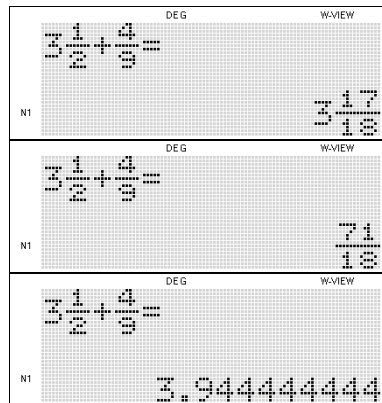 DEG W-VIEW
3 1/2 + 4/9 =
N1 3 17/18
DEG W-VIEW
3 1/2 + 4/9 =
N1 71/18
DEG W-VIEW
3 1/2 + 4/9 =
N1 3.944444444